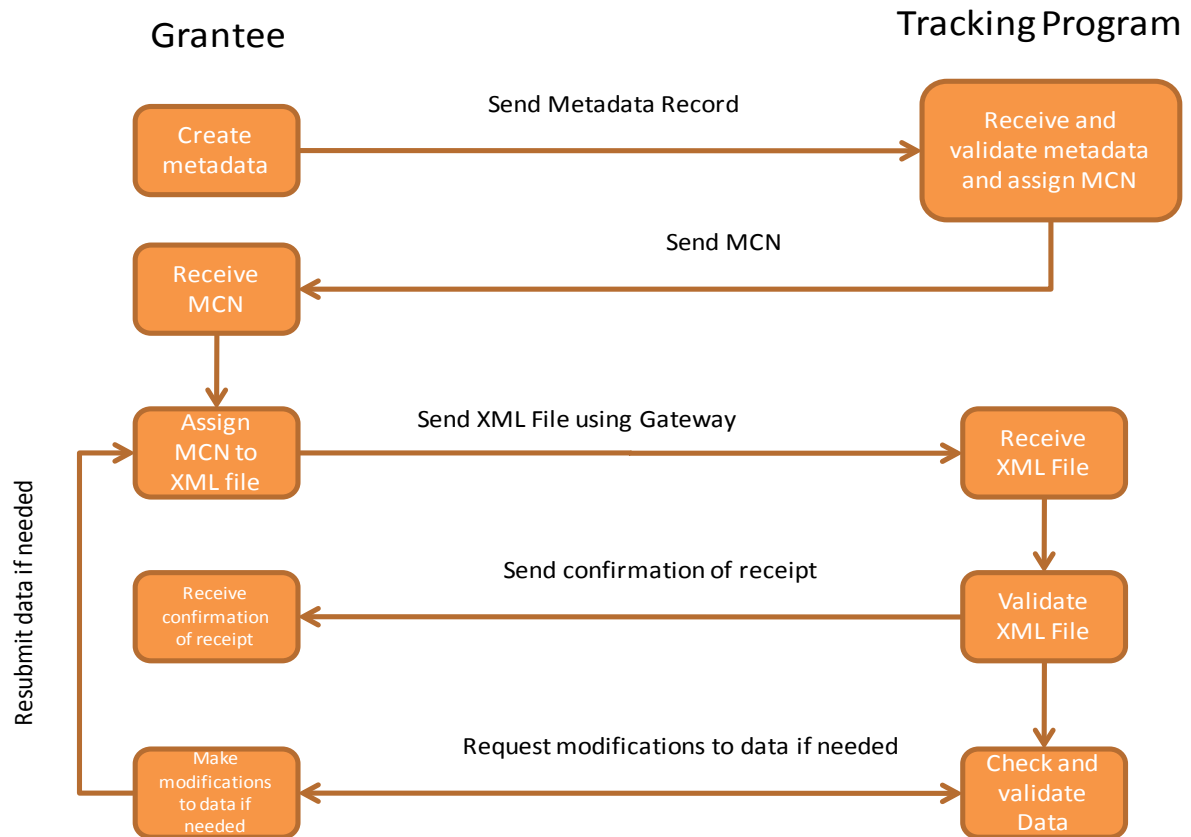 Grantee
Tracking Program
Send Metadata Record
Create
metadata
Receive and
validate metadata
and assign MCN
Send MCN
Receive
MCN
Assign
MCN to
XML file
Send XML File using Gateway
Receive
XML File
Resubmit data if needed
Send confirmation of receipt
Receive
confirmation
of receipt
Validate
XML File
Request modifications to data if needed
Make
modifications
to data if
needed
Check and
validate
Data